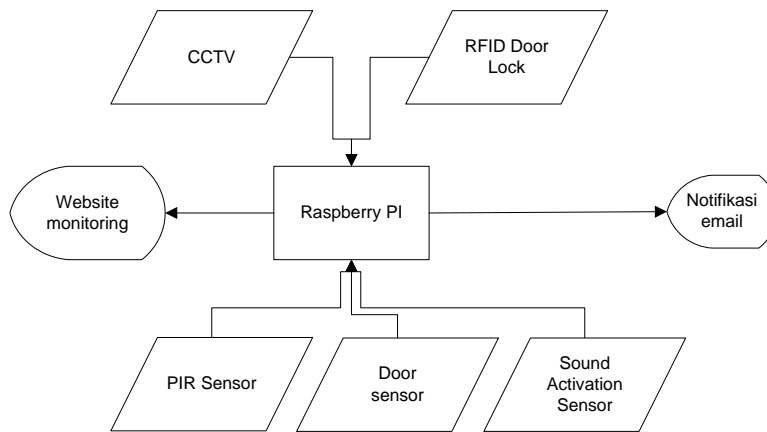 CCTV
RFID Door
Lock
Website
monitoring
Raspberry PI
Notifikasi
email
PIR Sensor
Door
sensor
Sound
Activation
Sensor